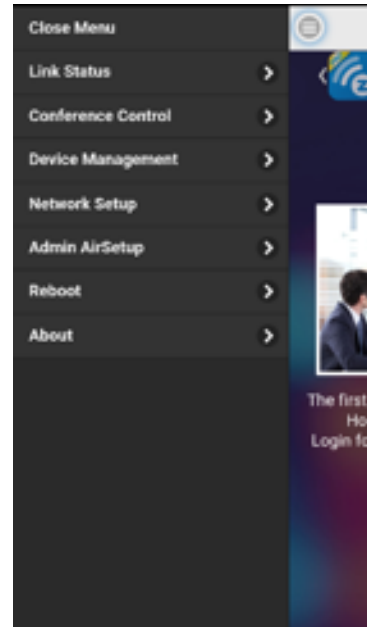 Close Menu
Link Status
Conference Control
Device Management
Network Setup
Admin AirSetup
Reboot
About
The first
Ho
Login fo